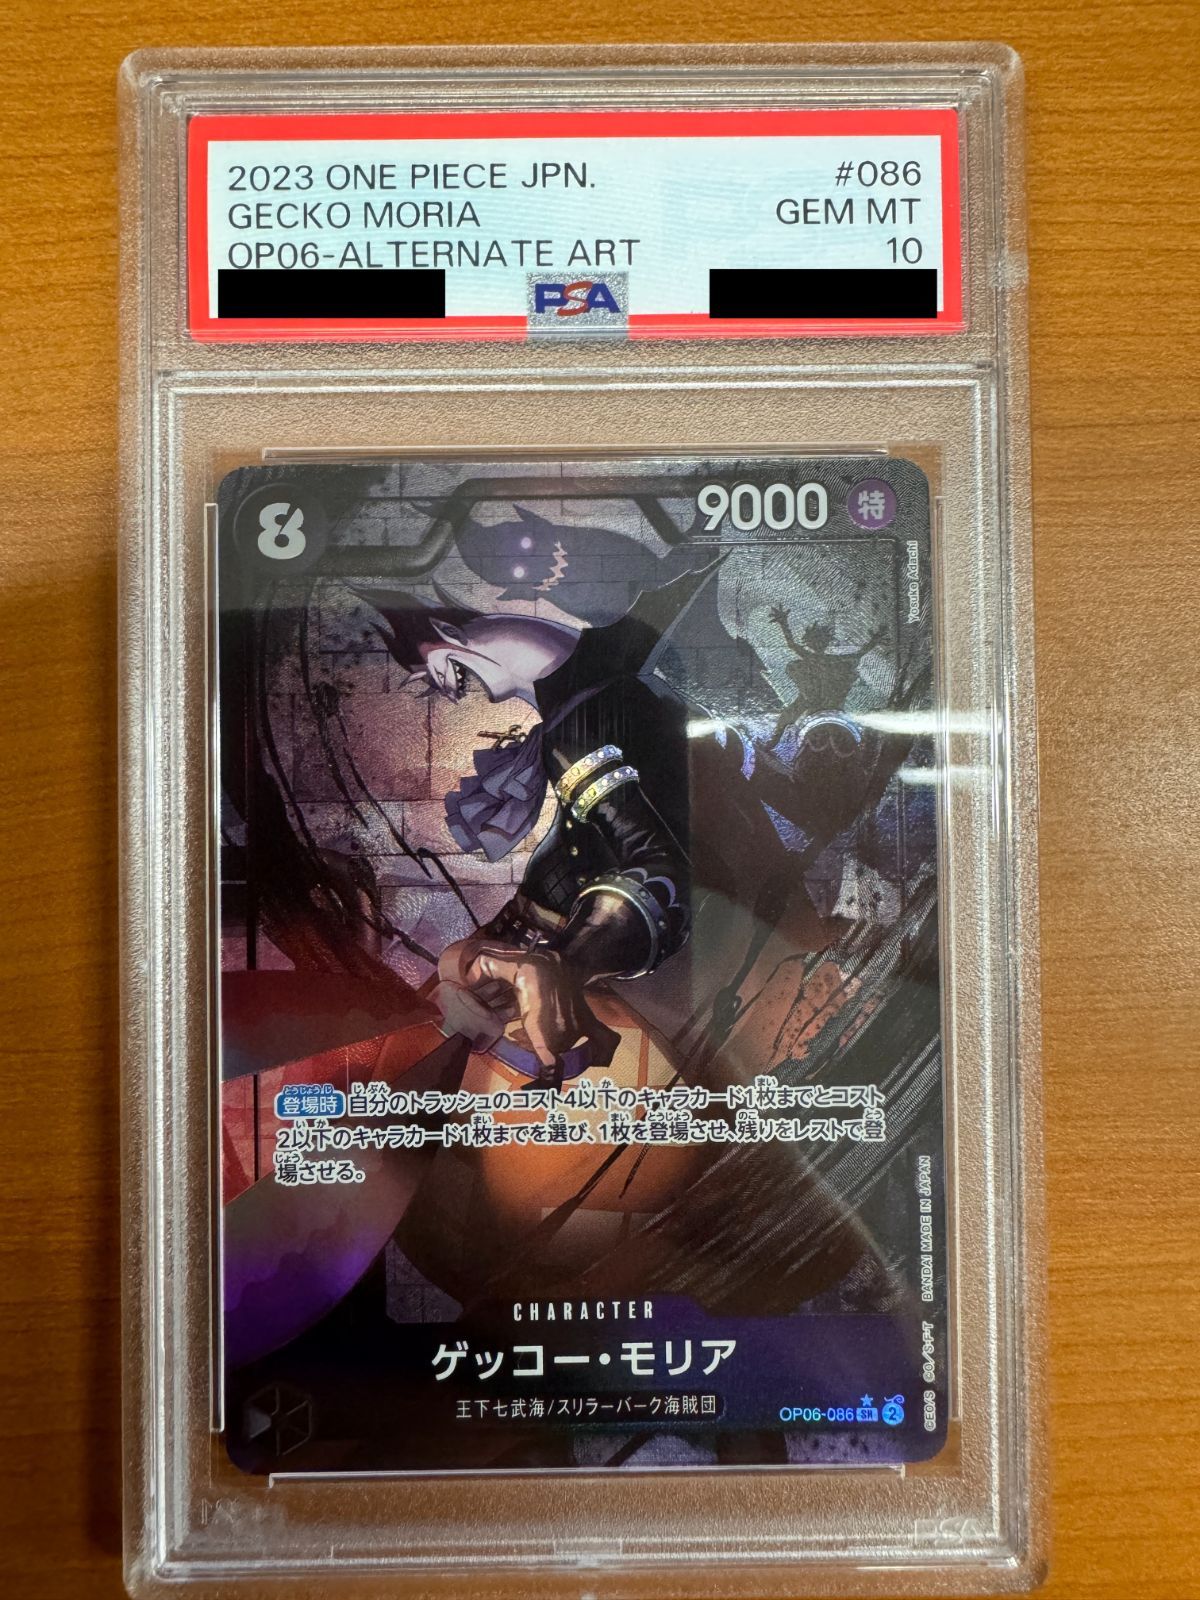 2023 ONE PIECE JPN. #086
GECKO MORIA GEM MT
OP06-ALTERNATE ART 10
PSA
8 9000 特
Yosuke Adachi
登場時 自分のトラッシュのコスト4以下のキャラカード1枚までとコスト
2以下のキャラカード1枚までを選び、1枚を登場させ、残りをレストで登
場させる。
CHARACTER
ゲッコー・モリア
王下七武海/スリラーバーク海賊団
OP06-086 SR 2
©E.O/S. ©O./S.F.T BANDAI MADE IN JAPAN